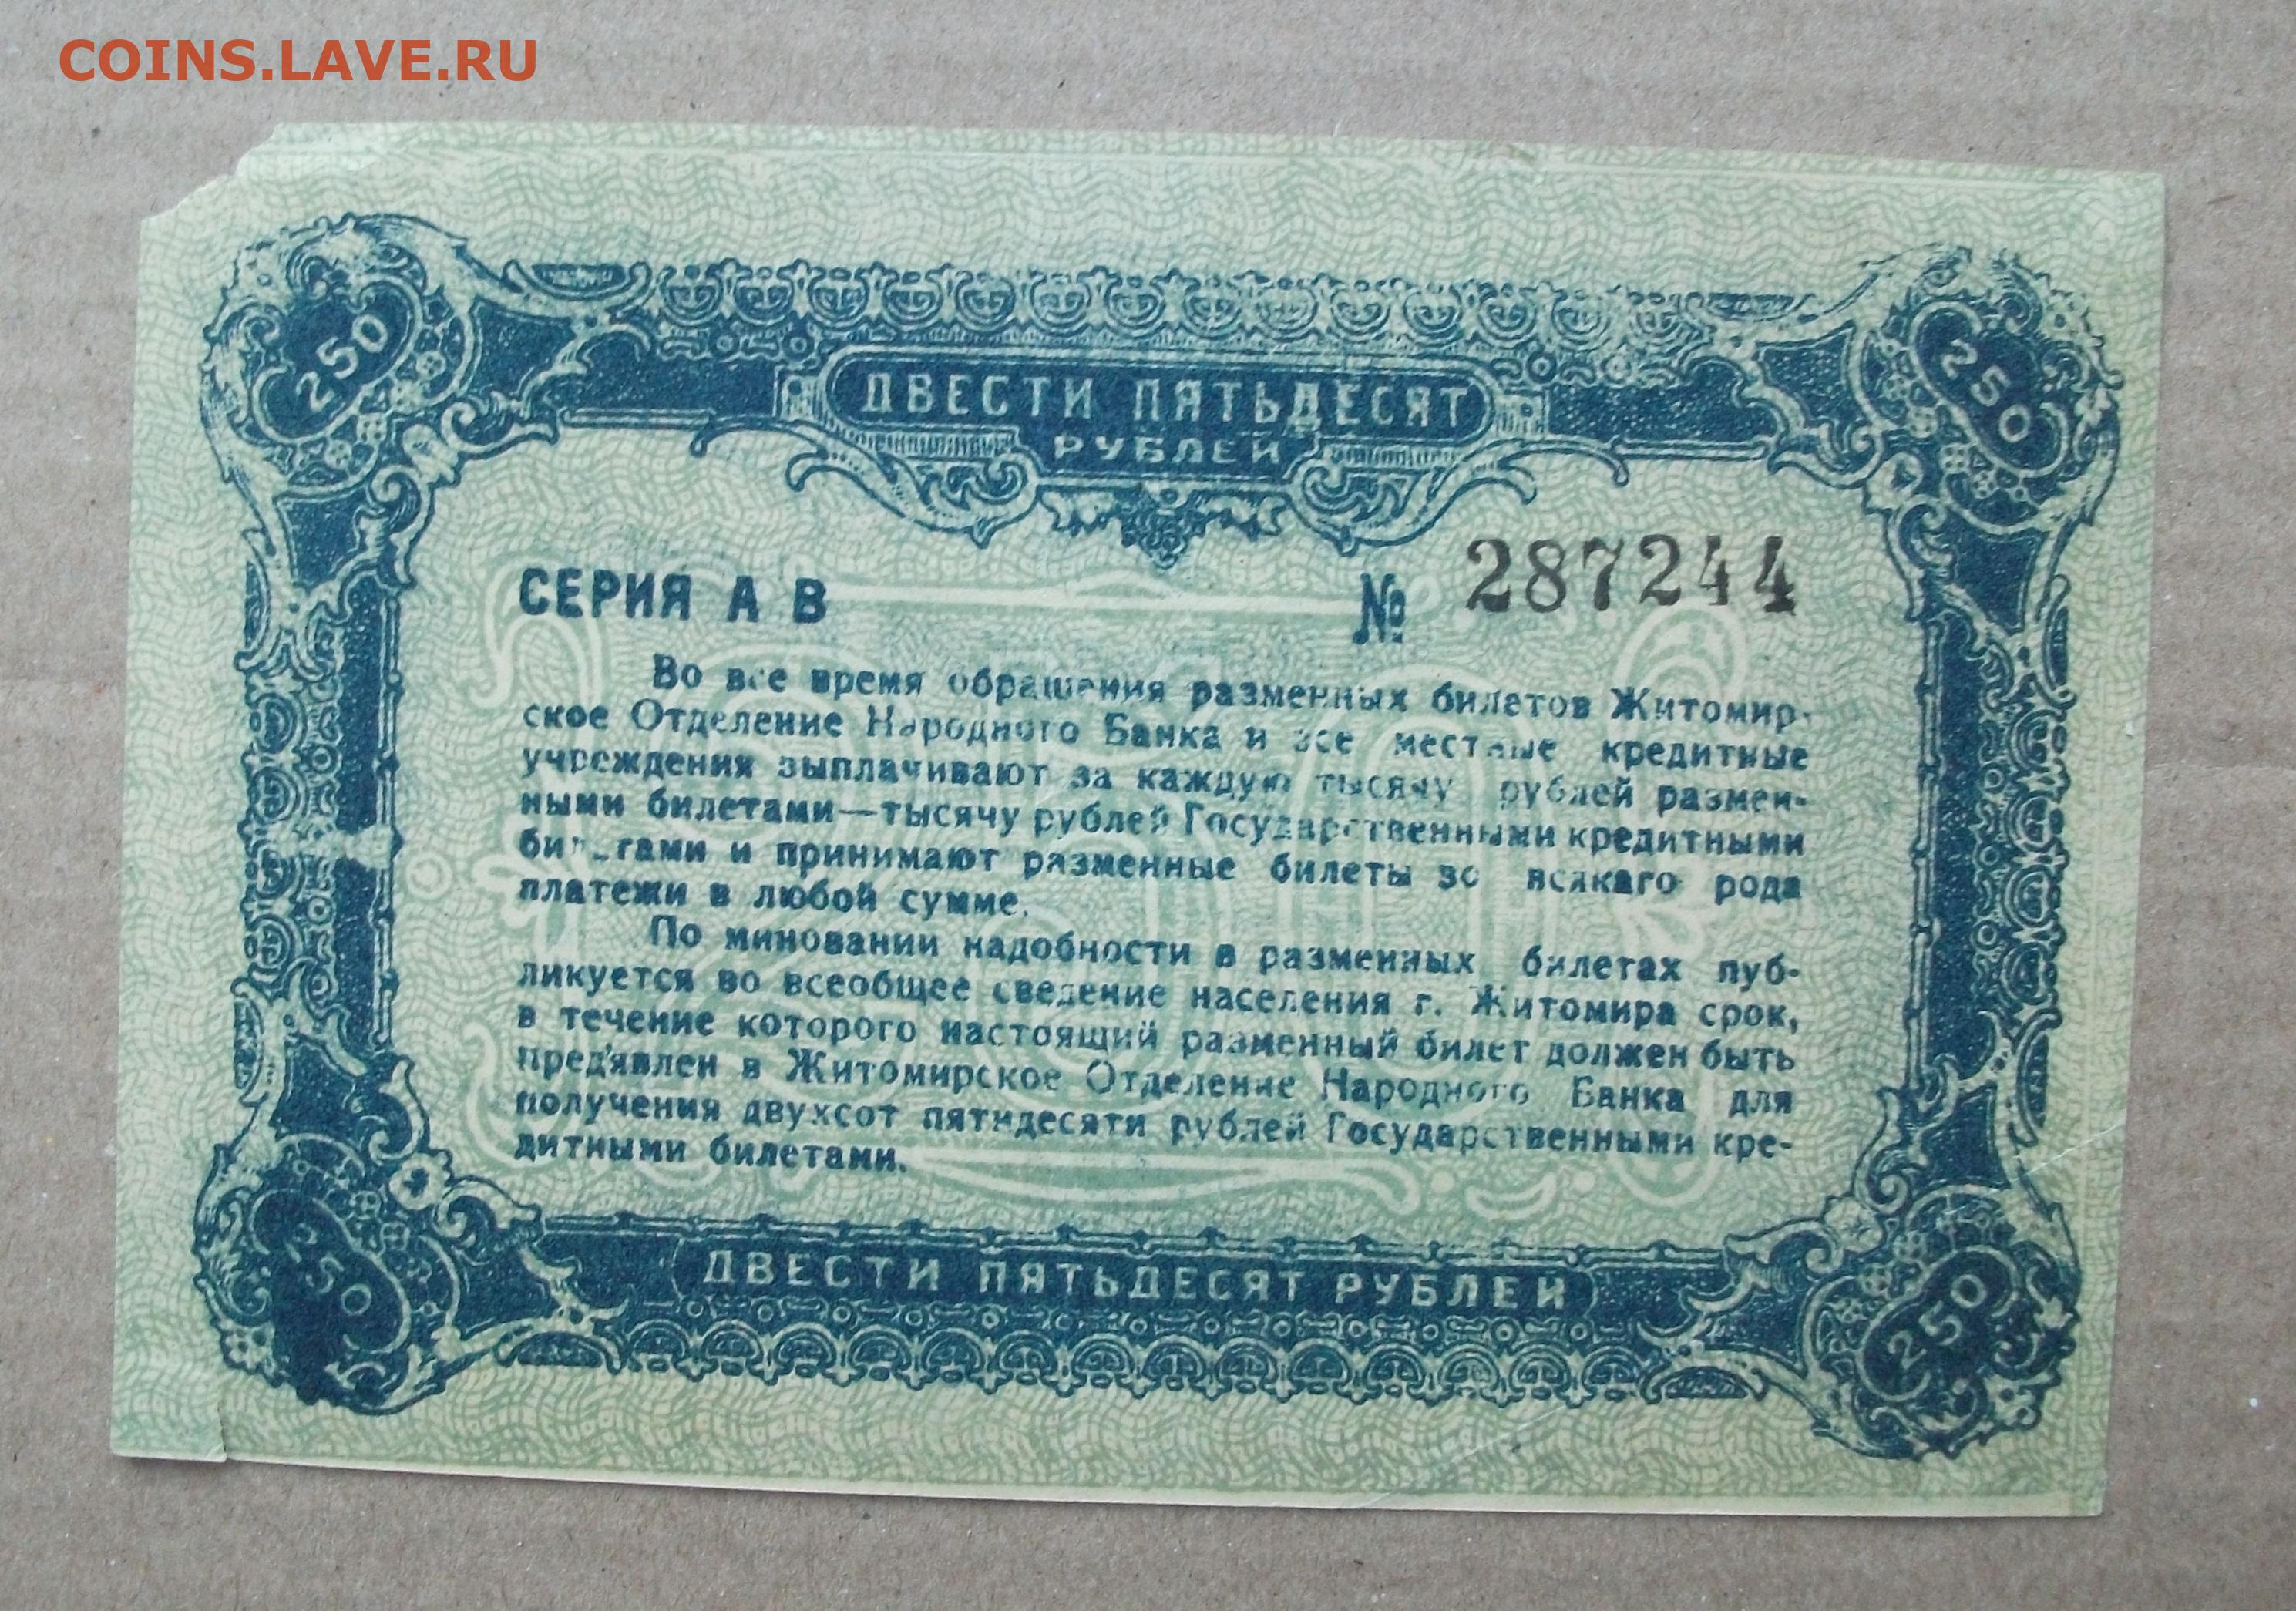 COINS.LAVE.RU
250
250
ДВЕСТИ ПЯТЬДЕСЯТ
РУБЛЕЙ
СЕРИЯ А В № 287244
Во все время обращения разменных билетов Житомир-
ское Отделение Народного Банка и все местные кредитные
учреждения выплачивают за каждую тысячу рублей размен-
ными билетами—тысячу рублей Государственными кредитными
билетами и принимают разменные билеты во всякаго рода
платежи в любой сумме.
По миновании надобности в разменных билетах пуб-
ликуется во всеобщее сведение населения г. Житомира срок,
в течение которого настоящий разменный билет должен быть
пред'явлен в Житомирское Отделение Народного Банка для
получения двухсот пятидесяти рублей Государственными кре-
дитными билетами.
250
ДВЕСТИ ПЯТЬДЕСЯТ РУБЛЕЙ
250